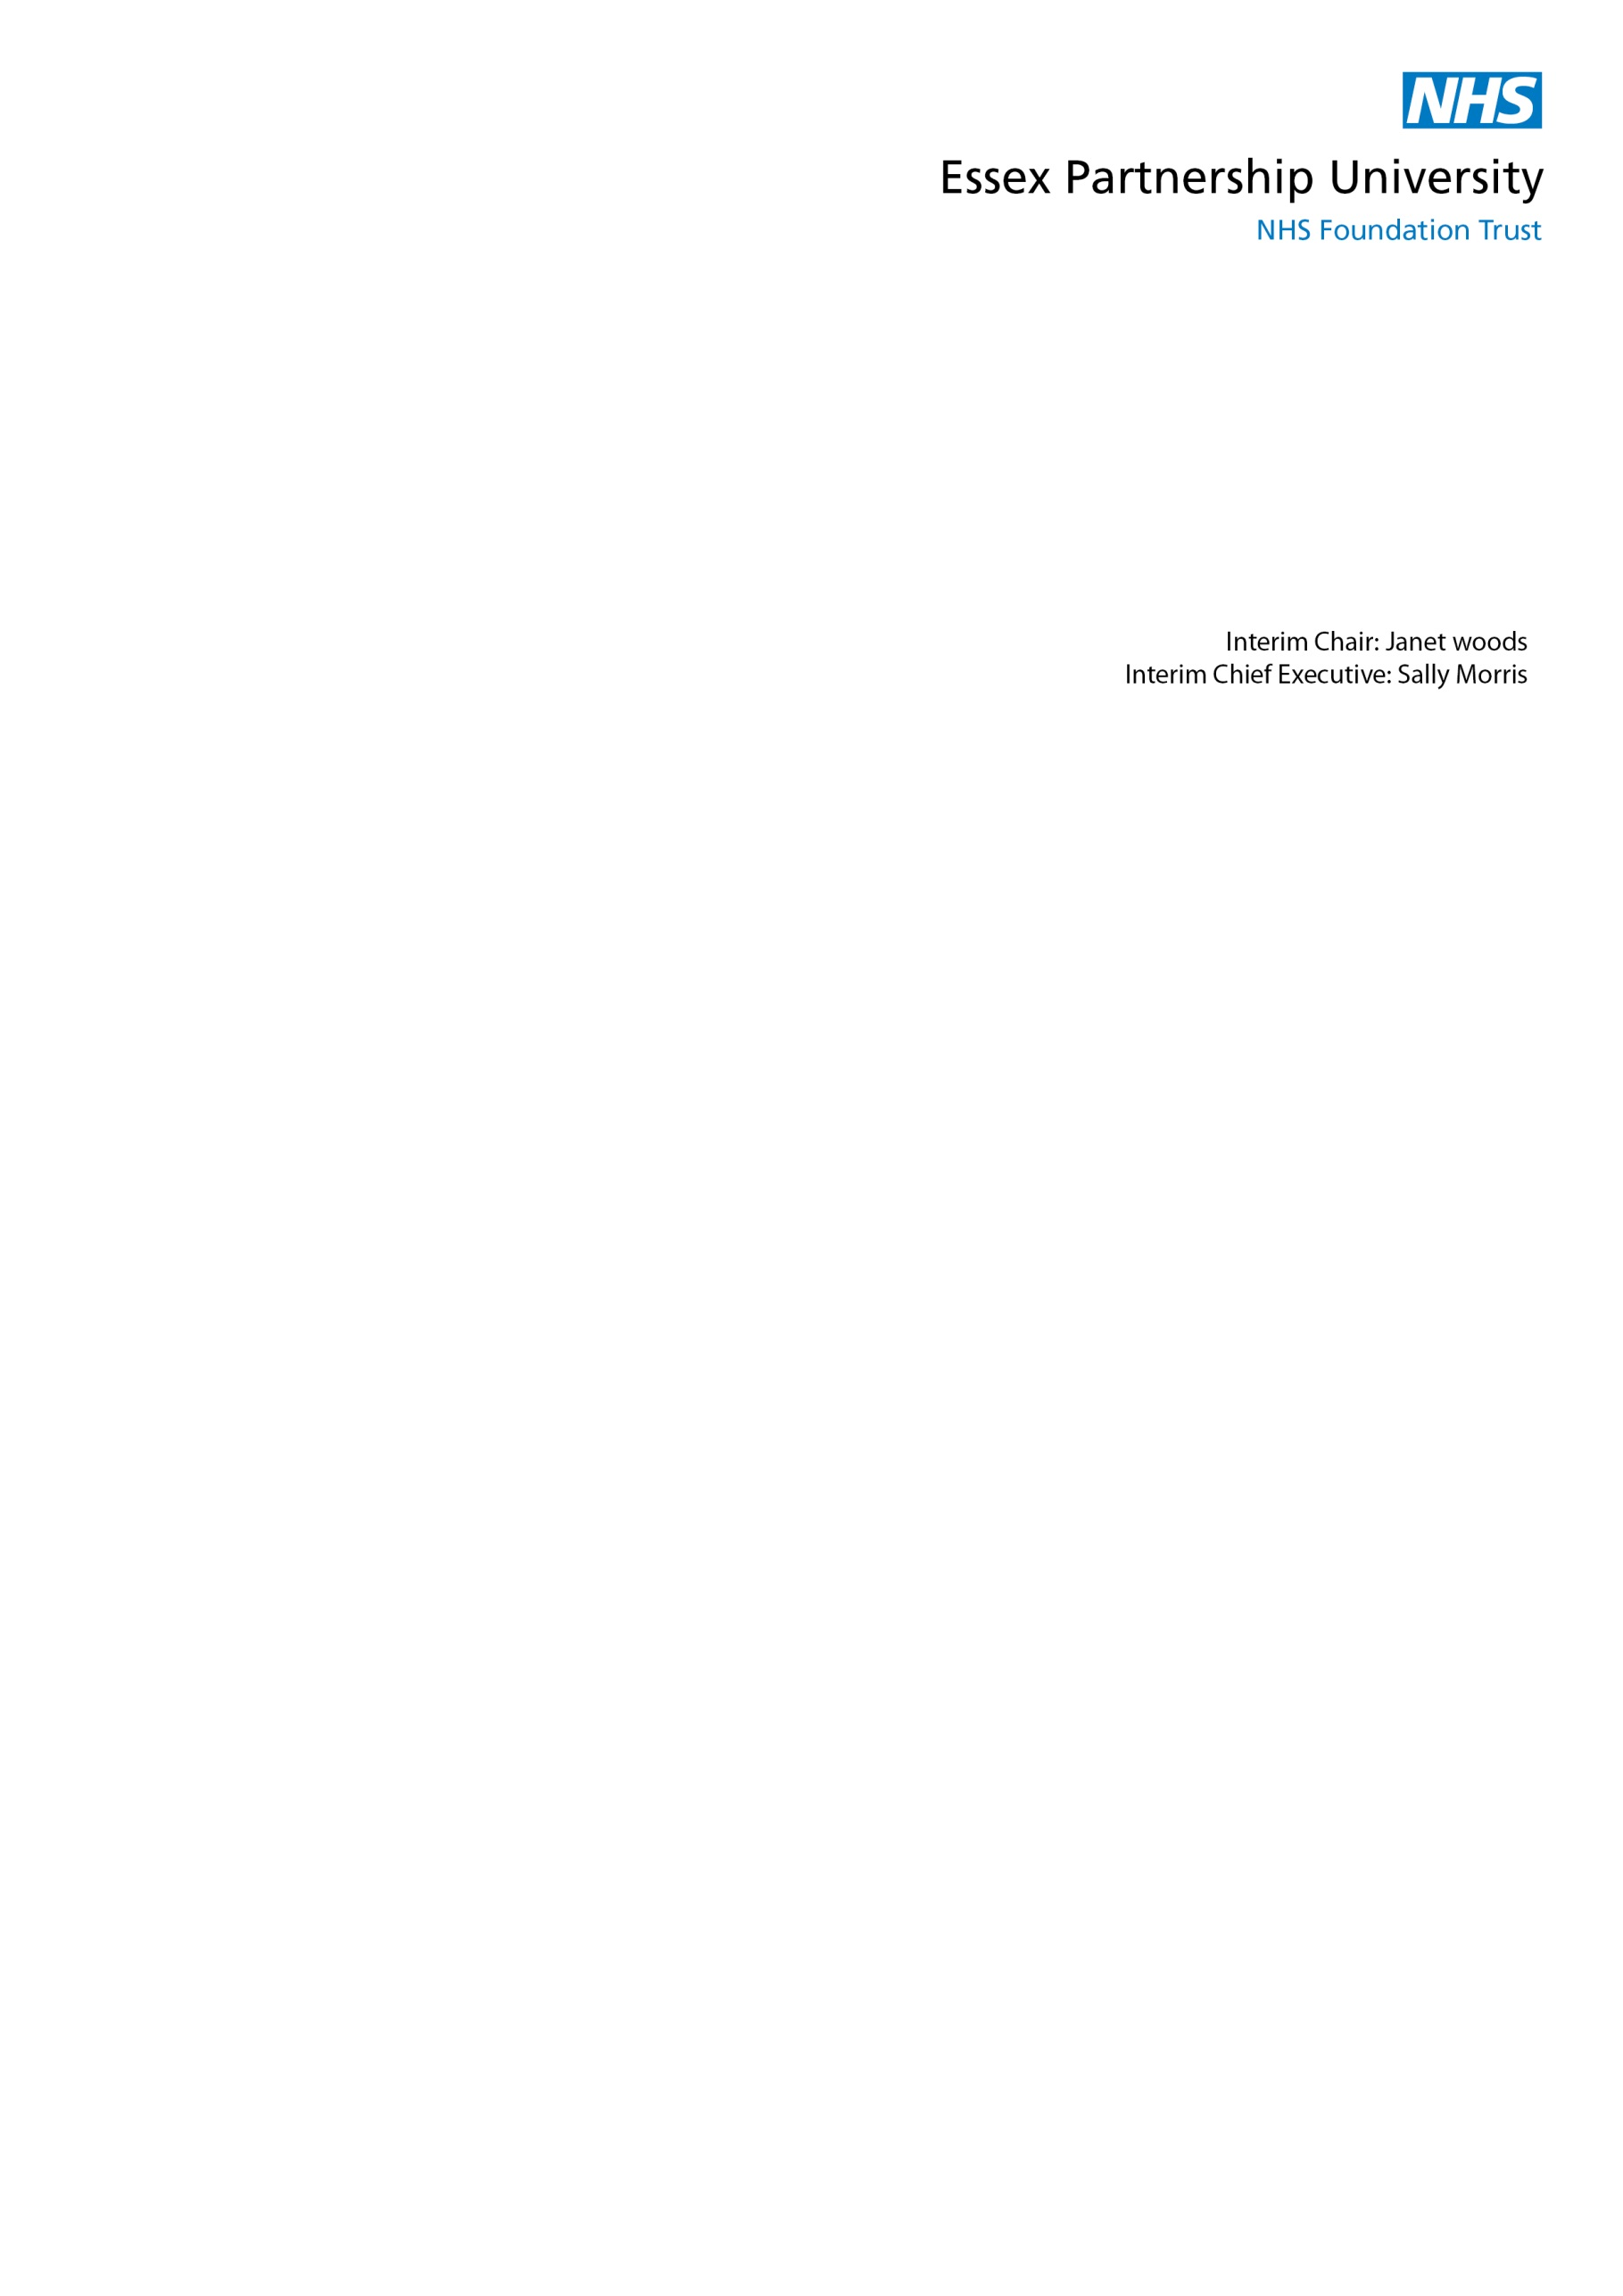 NHS
Essex Partnership University
NHS Foundation Trust
Interim Chair: Janet woods
Interim Chief Executive: Sally Morris